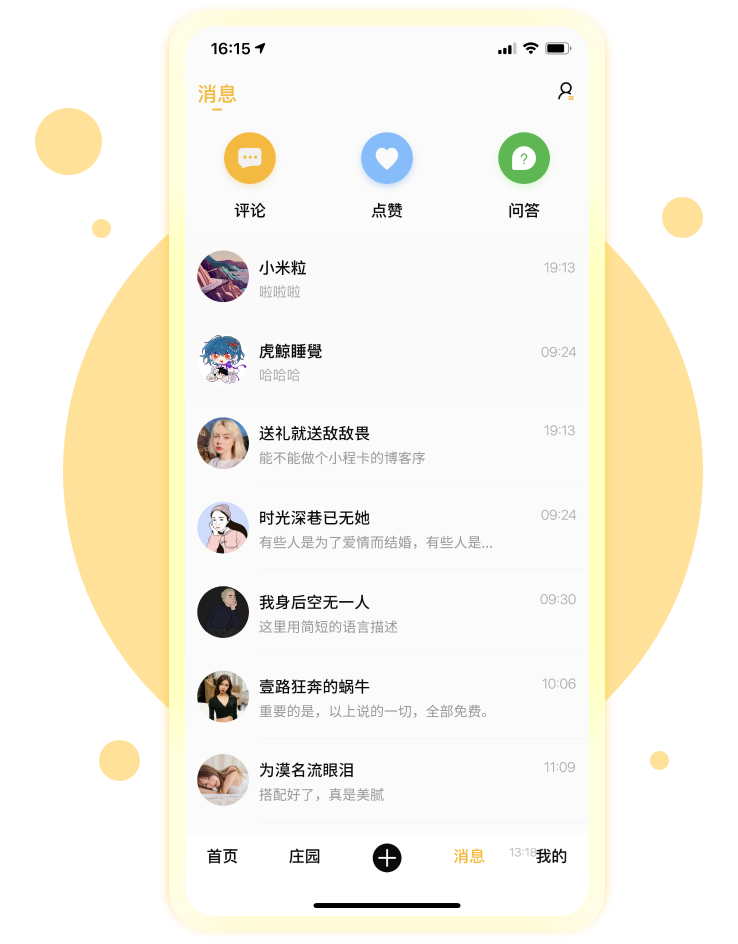 16:15
消息
评论
点赞
问答
小米粒
19:13
啦啦啦
虎鲸睡覺
09:24
哈哈哈
送礼就送敌敌畏
19:13
能不能做个小程卡的博客序
时光深巷已无她
09:24
有些人是为了爱情而结婚，有些人是...
我身后空无一人
09:30
这里用简短的语言描述
壹路狂奔的蜗牛
10:06
重要的是，以上说的一切，全部免费。
为漠名流眼泪
11:09
搭配好了，真是美腻
首页
庄园
消息
13:18
我的